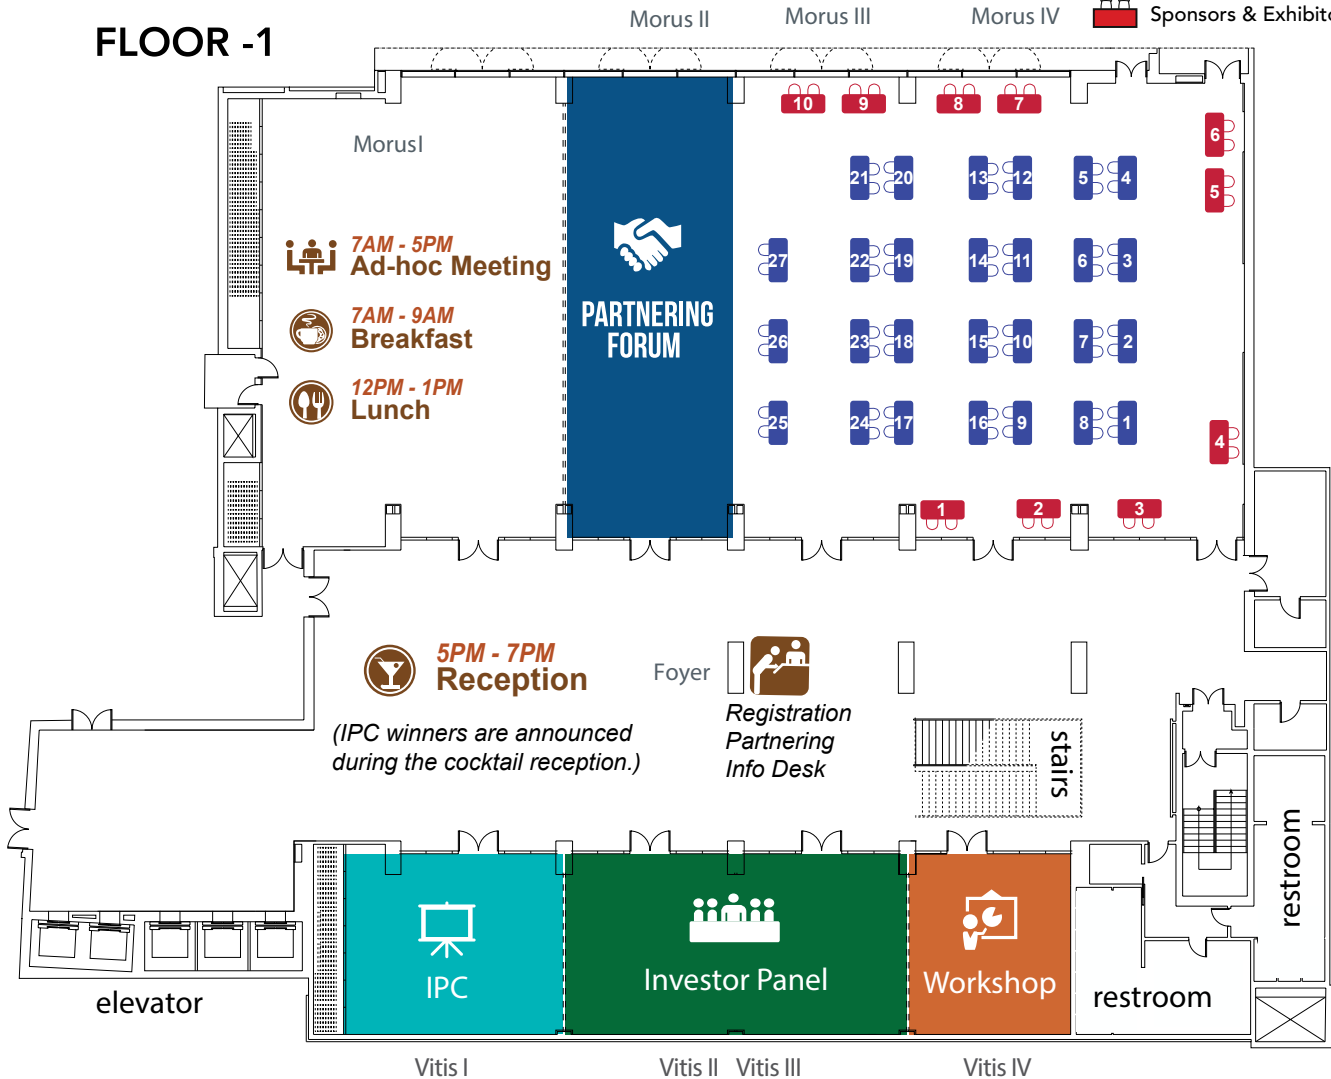 FLOOR -1
Morus II
Morus III
Morus IV
Sponsors & Exhibito
MorusI
10
9
8
7
6
5
21
20
13
12
5
4
7AM - 5PM
Ad-hoc Meeting
27
22
19
14
11
6
3
7AM - 9AM
Breakfast
PARTNERING
FORUM
26
23
18
15
10
7
2
12PM - 1PM
Lunch
25
24
17
16
9
8
1
4
1
2
3
5PM - 7PM
Reception
(IPC winners are announced
during the cocktail reception.)
Foyer
Registration
Partnering
Info Desk
stairs
restroom
IPC
Investor Panel
Workshop
restroom
elevator
Vitis I
Vitis II
Vitis III
Vitis IV